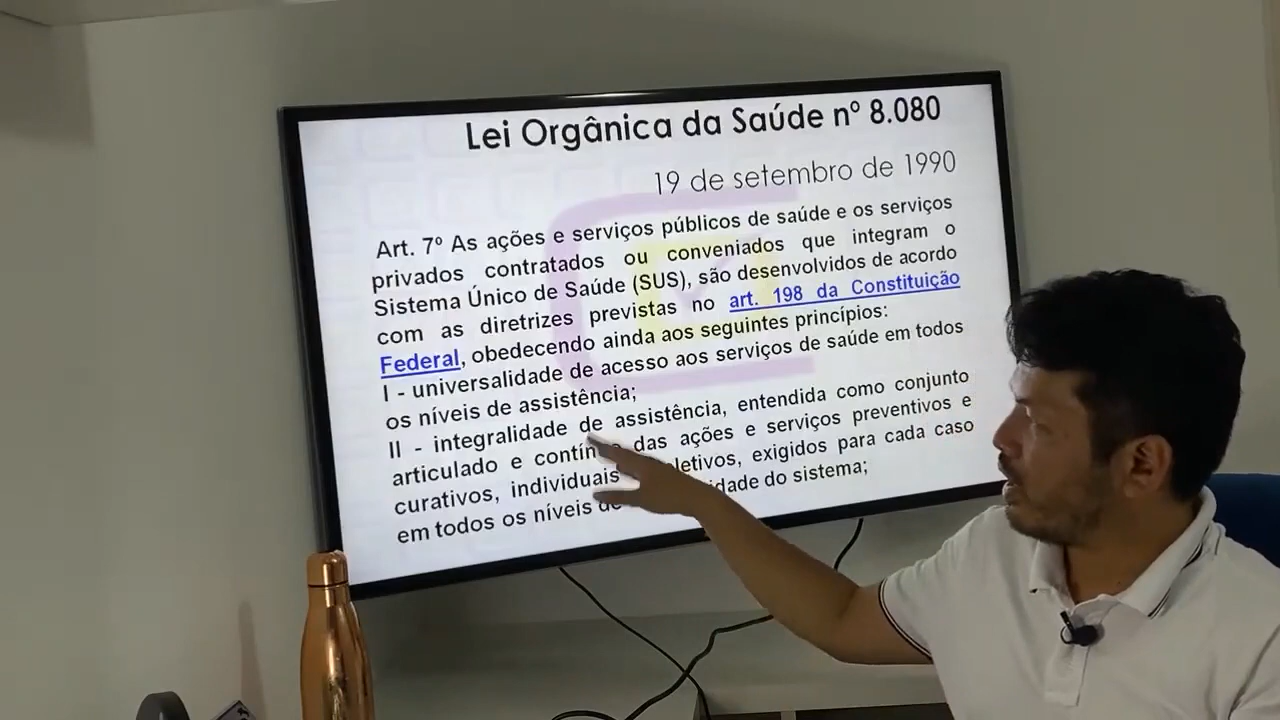 Lei Orgânica da Saúde nº 8.080
19 de setembro de 1990
Art. 7º As ações e serviços públicos de saúde e os serviços
privados contratados ou conveniados que integram o
Sistema Único de Saúde (SUS), são desenvolvidos de acordo
com as diretrizes previstas no art. 198 da Constituição
Federal, obedecendo ainda aos seguintes princípios:
I - universalidade de acesso aos serviços de saúde em todos
os níveis de assistência;
II - integralidade de assistência, entendida como conjunto
articulado e das ações e serviços preventivos e
curativos, individuais exigidos para cada caso
em todos os níveis do sistema;